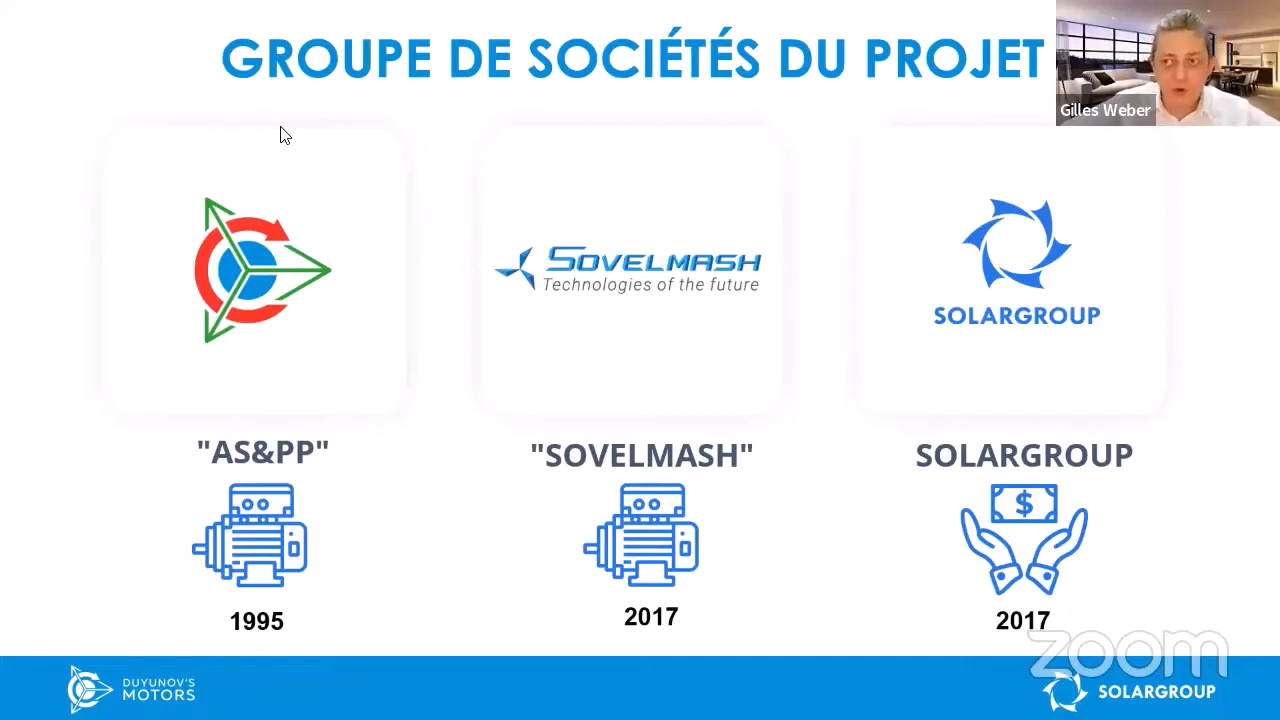 GROUPE DE SOCIÉTÉS DU PROJET
Gilles Weber
SOVELMASH
Technologies of the future
SOLARGROUP
"AS&PP"
"SOVELMASH"
SOLARGROUP
$
1995
2017
2017
zoom
DUYUNOV'S
MOTORS
SOLARGROUP